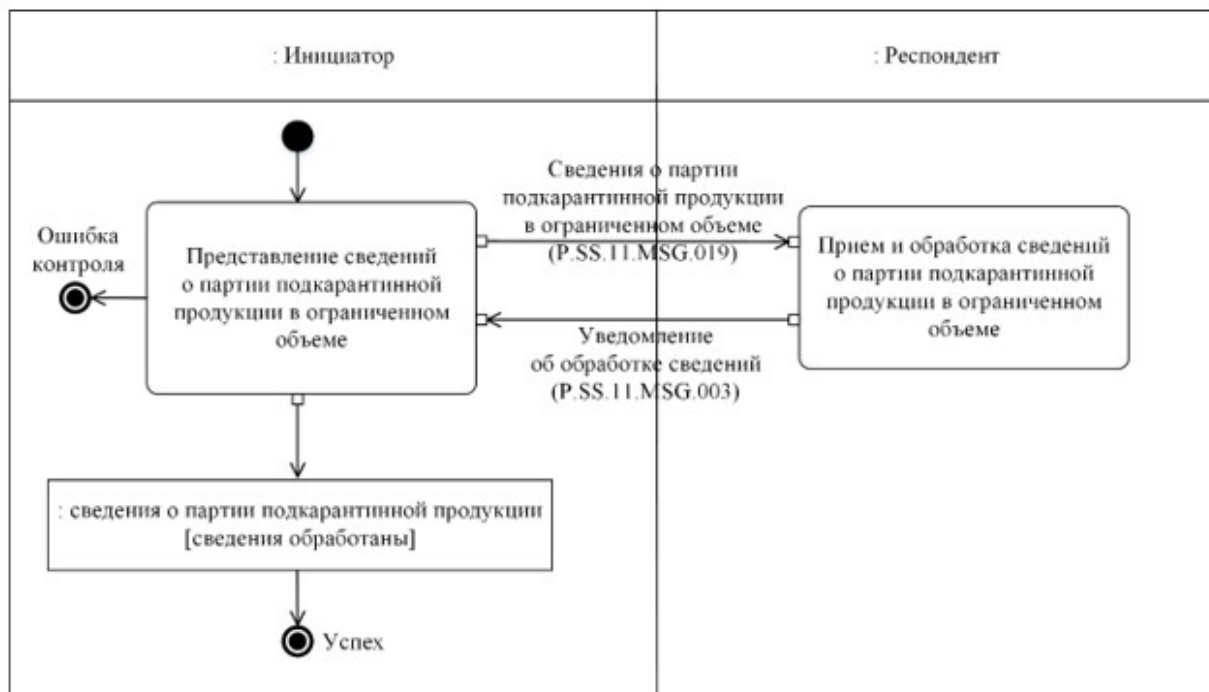 : Инициатор
: Респондент
Сведения о партии
подкарантинной продукции
в ограниченном объеме
(P.SS.11.MSG.019)
Ошибка
контроля
Представление сведений
о партии подкарантинной
продукции в ограниченном
объеме
Прием и обработка сведений
о партии подкарантинной
продукции в ограниченном
объеме
Уведомление
об обработке сведений
(P.SS.11.MSG.003)
: сведения о партии подкарантинной продукции
[сведения обработаны]
Успех